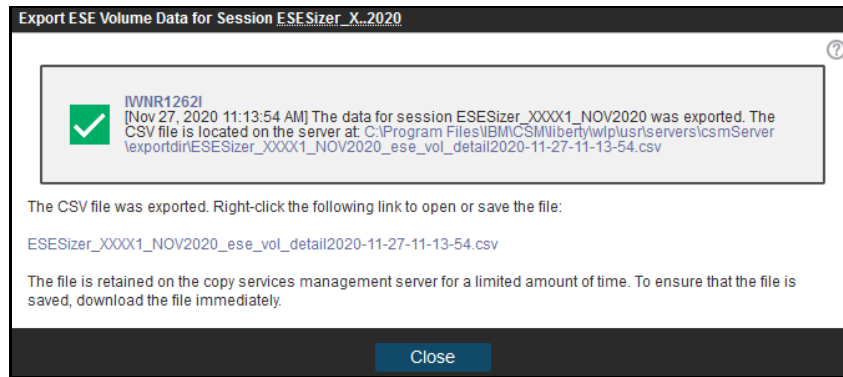 Export ESE Volume Data for Session ESESizer_X..2020
?
IWNR1262I
[Nov 27, 2020 11:13:54 AM] The data for session ESESizer_XXXX1_NOV2020 was exported. The
CSV file is located on the server at: C:\Program Files\IBM\CSM\liberty\wlp\usr\servers\csmServer
\exportdir\ESESizer_XXXX1_NOV2020_ese_vol_detail2020-11-27-11-13-54.csv
The CSV file was exported. Right-click the following link to open or save the file:
ESESizer_XXXX1_NOV2020_ese_vol_detail2020-11-27-11-13-54.csv
The file is retained on the copy services management server for a limited amount of time. To ensure that the file is
saved, download the file immediately.
Close